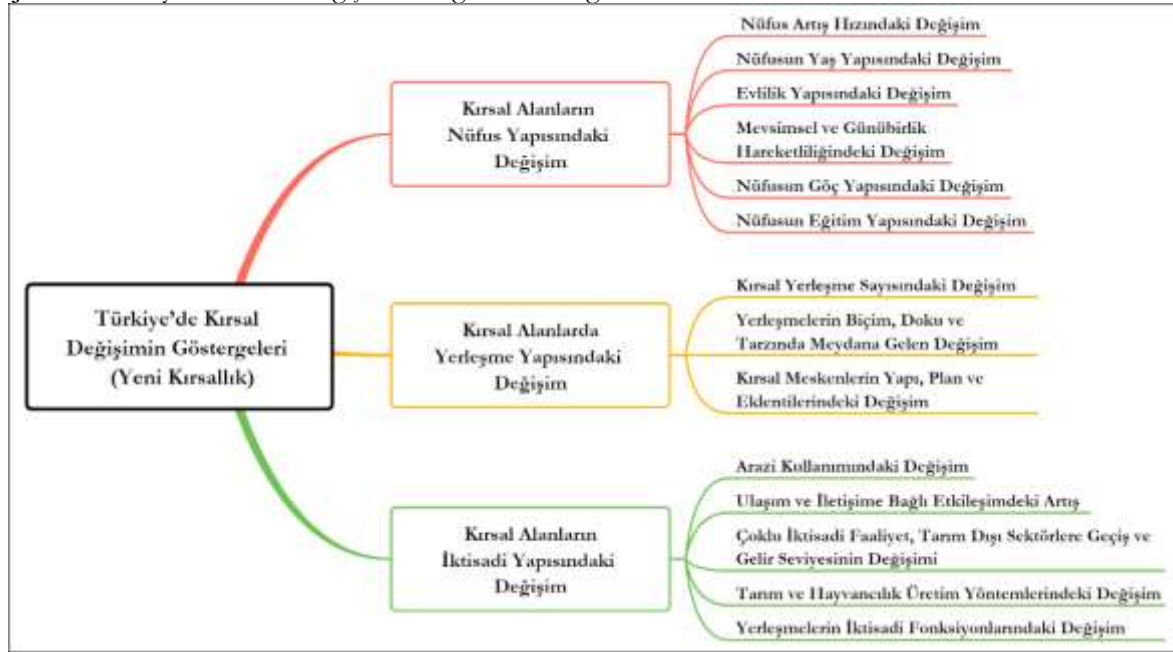 Türkiye’de Kırsal
Değişimin Göstergeleri
(Yeni Kırsallık)
Kırsal Alanların
Nüfus Yapısındaki
Değişim
Nüfus Artış Hızındaki Değişim
Nüfusun Yaş Yapısındaki Değişim
Evlilik Yapısındaki Değişim
Mevsimsel ve Günübirlik
Hareketliliğindeki Değişim
Nüfusun Göç Yapısındaki Değişim
Nüfusun Eğitim Yapısındaki Değişim
Kırsal Alanlarda
Yerleşme Yapısındaki
Değişim
Kırsal Yerleşme Sayısındaki Değişim
Yerleşmelerin Biçim, Doku ve
Tarzında Meydana Gelen Değişim
Kırsal Meskenlerin Yapı, Plan ve
Eklentilerindeki Değişim
Kırsal Alanların
İktisadi Yapısındaki
Değişim
Arazi Kullanımındaki Değişim
Ulaşım ve İletişime Bağlı Etkileşimdeki Artış
Çoklu İktisadi Faaliyet, Tarım Dışı Sektörlere Geçiş ve
Gelir Seviyesinin Değişimi
Tarım ve Hayvancılık Üretim Yöntemlerindeki Değişim
Yerleşmelerin İktisadi Fonksiyonlarındaki Değişim